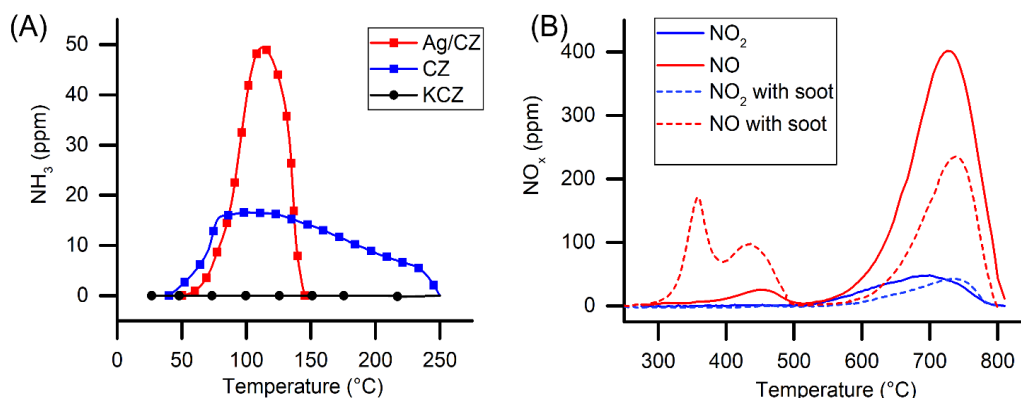 (A)
50
40
30
20
10
0
NH₃ (ppm)
Ag/CZ
CZ
KCZ
0 50 100 150 200 250
Temperature (°C)
(B)
400
300
200
100
0
NOₓ (ppm)
NO₂
NO
NO₂ with soot
NO with soot
300 400 500 600 700 800
Temperature (°C)